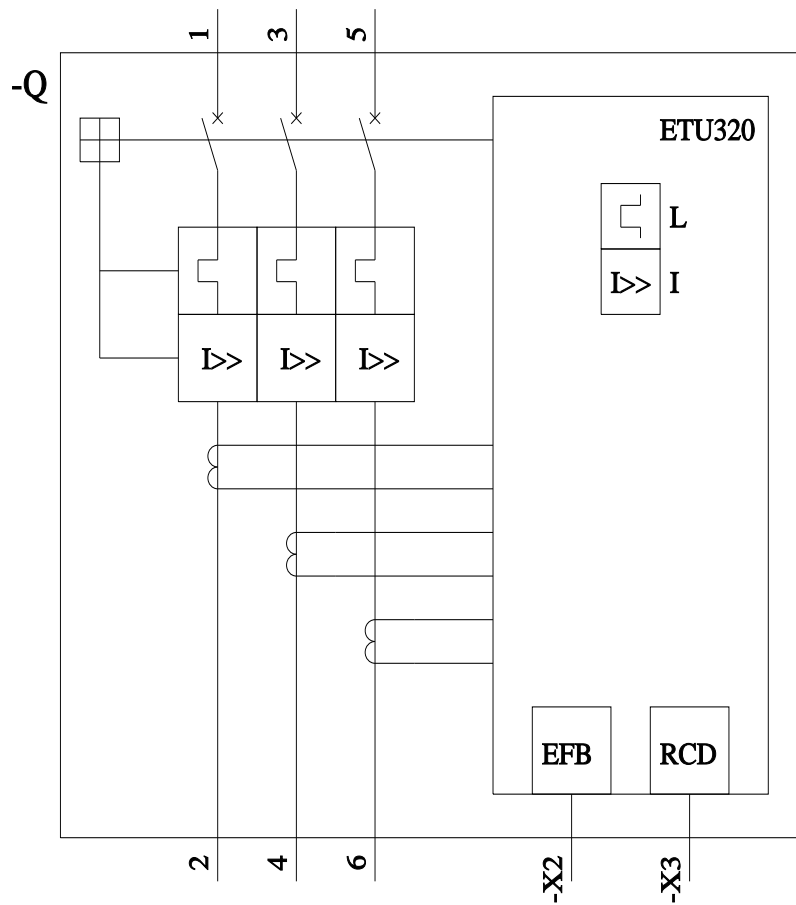 1 3 5
-Q
ETU320
L
I>> I
I>> I>> I>>
EFB RCD
2 4 6 -X2 -X3